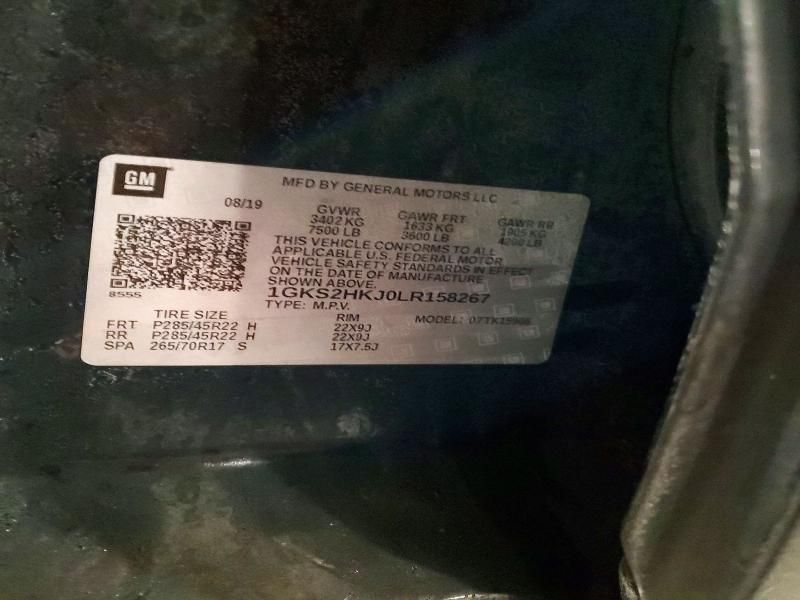 GM
MFD BY GENERAL MOTORS LLC
08/19
GVWR GAWR FRT GAWR RR
3402 KG 1633 KG 1905 KG
7500 LB 3600 LB 4200 LB
THIS VEHICLE CONFORMS TO ALL
APPLICABLE U.S. FEDERAL MOTOR
VEHICLE SAFETY STANDARDS IN EFFECT
ON THE DATE OF MANUFACTURE
SHOWN ABOVE.
8555
1GKS2HKJ0LR158267
TYPE: M.P.V.
TIRE SIZE RIM MODEL: 07TK15906
FRT P285/45R22 H 22X9J
RR P285/45R22 H 22X9J
SPA 265/70R17 S 17X7.5J